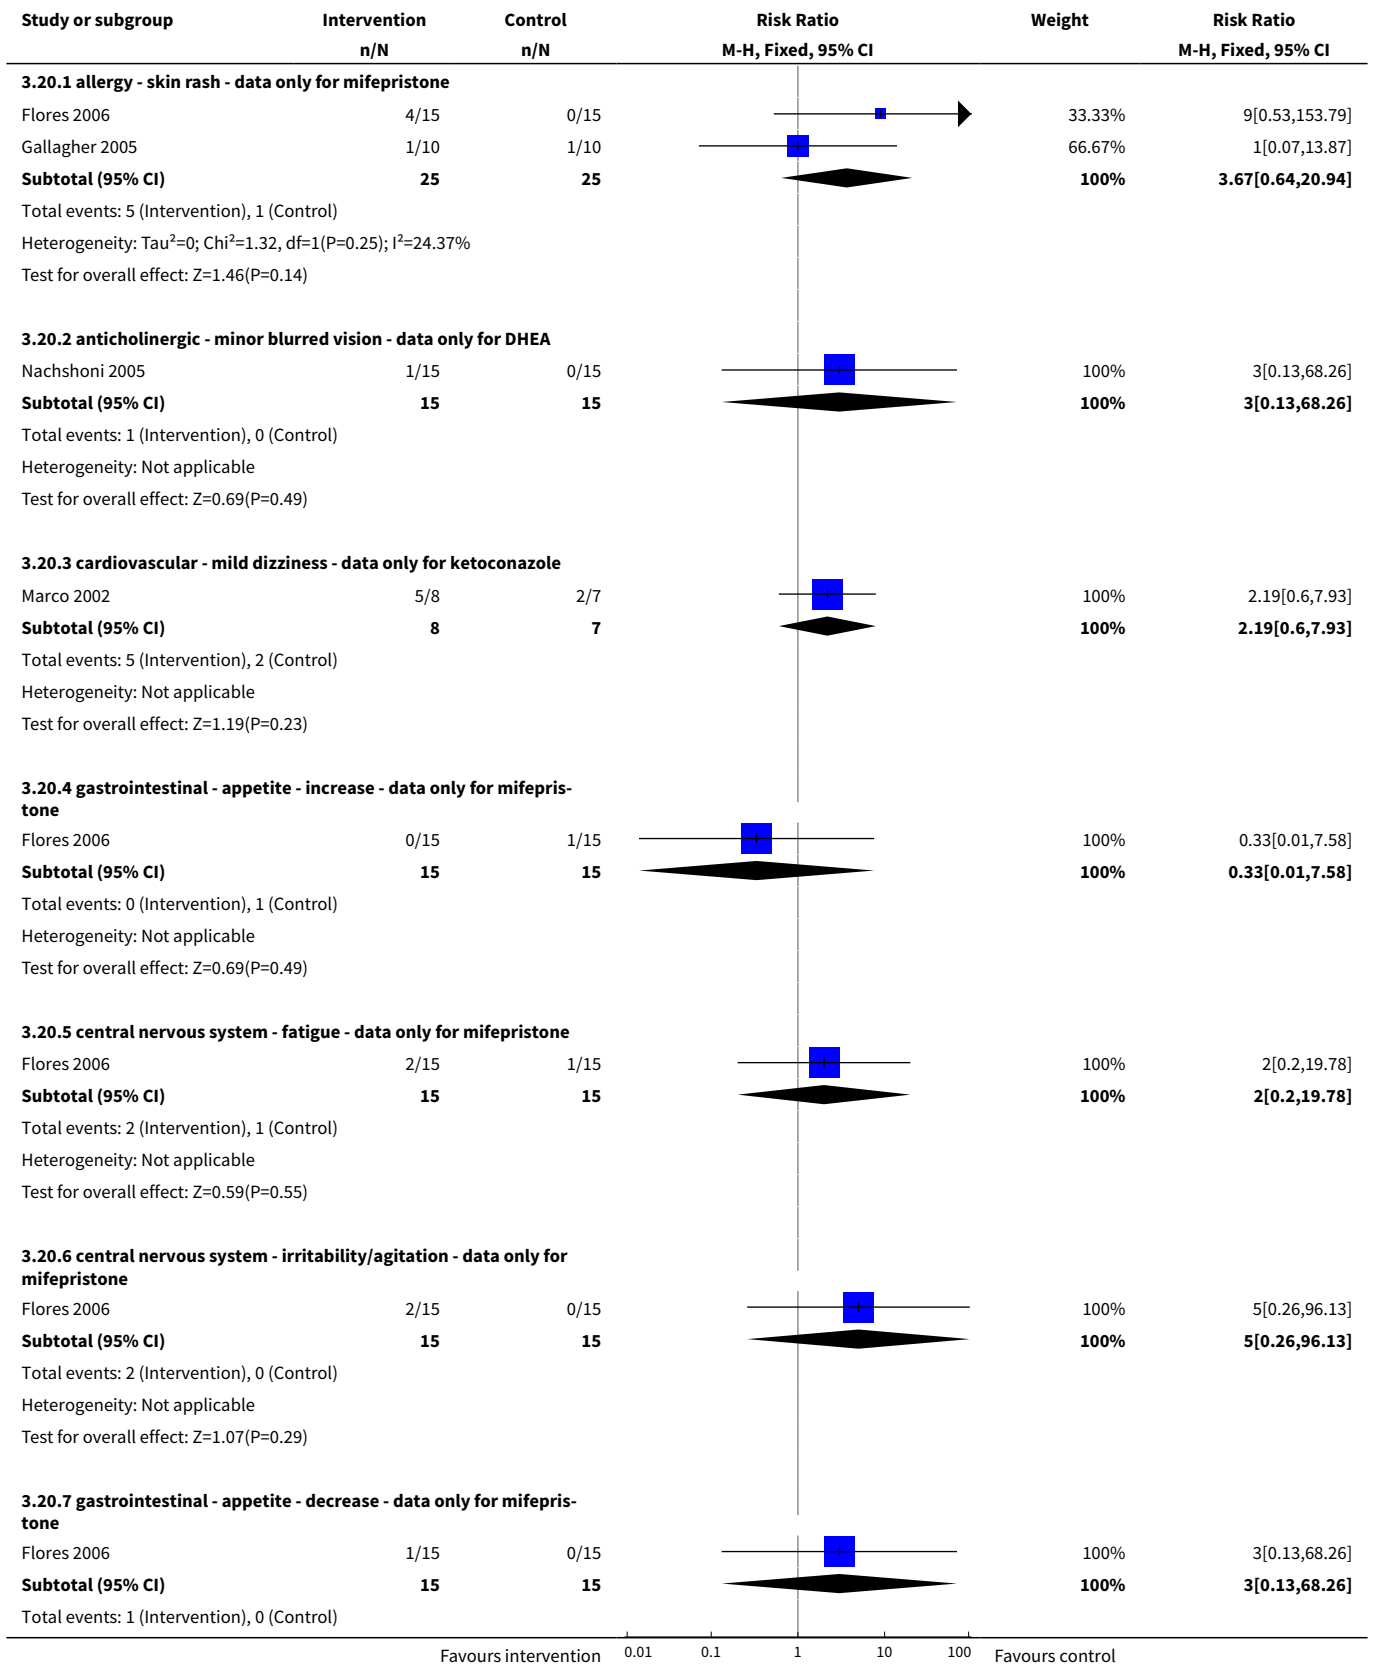 Study or subgroup Intervention Control Risk Ratio Weight Risk Ratio
n/N n/N M-H, Fixed, 95% CI M-H, Fixed, 95% CI
3.20.1 allergy - skin rash - data only for mifepristone
Flores 2006 4/15 0/15 33.33% 9[0.53,153.79]
Gallagher 2005 1/10 1/10 66.67% 1[0.07,13.87]
Subtotal (95% CI) 25 25 100% 3.67[0.64,20.94]
Total events: 5 (Intervention), 1 (Control)
Heterogeneity: Tau²=0; Chi²=1.32, df=1(P=0.25); I²=24.37%
Test for overall effect: Z=1.46(P=0.14)
3.20.2 anticholinergic - minor blurred vision - data only for DHEA
Nachshoni 2005 1/15 0/15 100% 3[0.13,68.26]
Subtotal (95% CI) 15 15 100% 3[0.13,68.26]
Total events: 1 (Intervention), 0 (Control)
Heterogeneity: Not applicable
Test for overall effect: Z=0.69(P=0.49)
3.20.3 cardiovascular - mild dizziness - data only for ketoconazole
Marco 2002 5/8 2/7 100% 2.19[0.6,7.93]
Subtotal (95% CI) 8 7 100% 2.19[0.6,7.93]
Total events: 5 (Intervention), 2 (Control)
Heterogeneity: Not applicable
Test for overall effect: Z=1.19(P=0.23)
3.20.4 gastrointestinal - appetite - increase - data only for mifepris-
tone
Flores 2006 0/15 1/15 100% 0.33[0.01,7.58]
Subtotal (95% CI) 15 15 100% 0.33[0.01,7.58]
Total events: 0 (Intervention), 1 (Control)
Heterogeneity: Not applicable
Test for overall effect: Z=0.69(P=0.49)
3.20.5 central nervous system - fatigue - data only for mifepristone
Flores 2006 2/15 1/15 100% 2[0.2,19.78]
Subtotal (95% CI) 15 15 100% 2[0.2,19.78]
Total events: 2 (Intervention), 1 (Control)
Heterogeneity: Not applicable
Test for overall effect: Z=0.59(P=0.55)
3.20.6 central nervous system - irritability/agitation - data only for
mifepristone
Flores 2006 2/15 0/15 100% 5[0.26,96.13]
Subtotal (95% CI) 15 15 100% 5[0.26,96.13]
Total events: 2 (Intervention), 0 (Control)
Heterogeneity: Not applicable
Test for overall effect: Z=1.07(P=0.29)
3.20.7 gastrointestinal - appetite - decrease - data only for mifepris-
tone
Flores 2006 1/15 0/15 100% 3[0.13,68.26]
Subtotal (95% CI) 15 15 100% 3[0.13,68.26]
Total events: 1 (Intervention), 0 (Control)
Favours intervention 0.01 0.1 1 10 100 Favours control